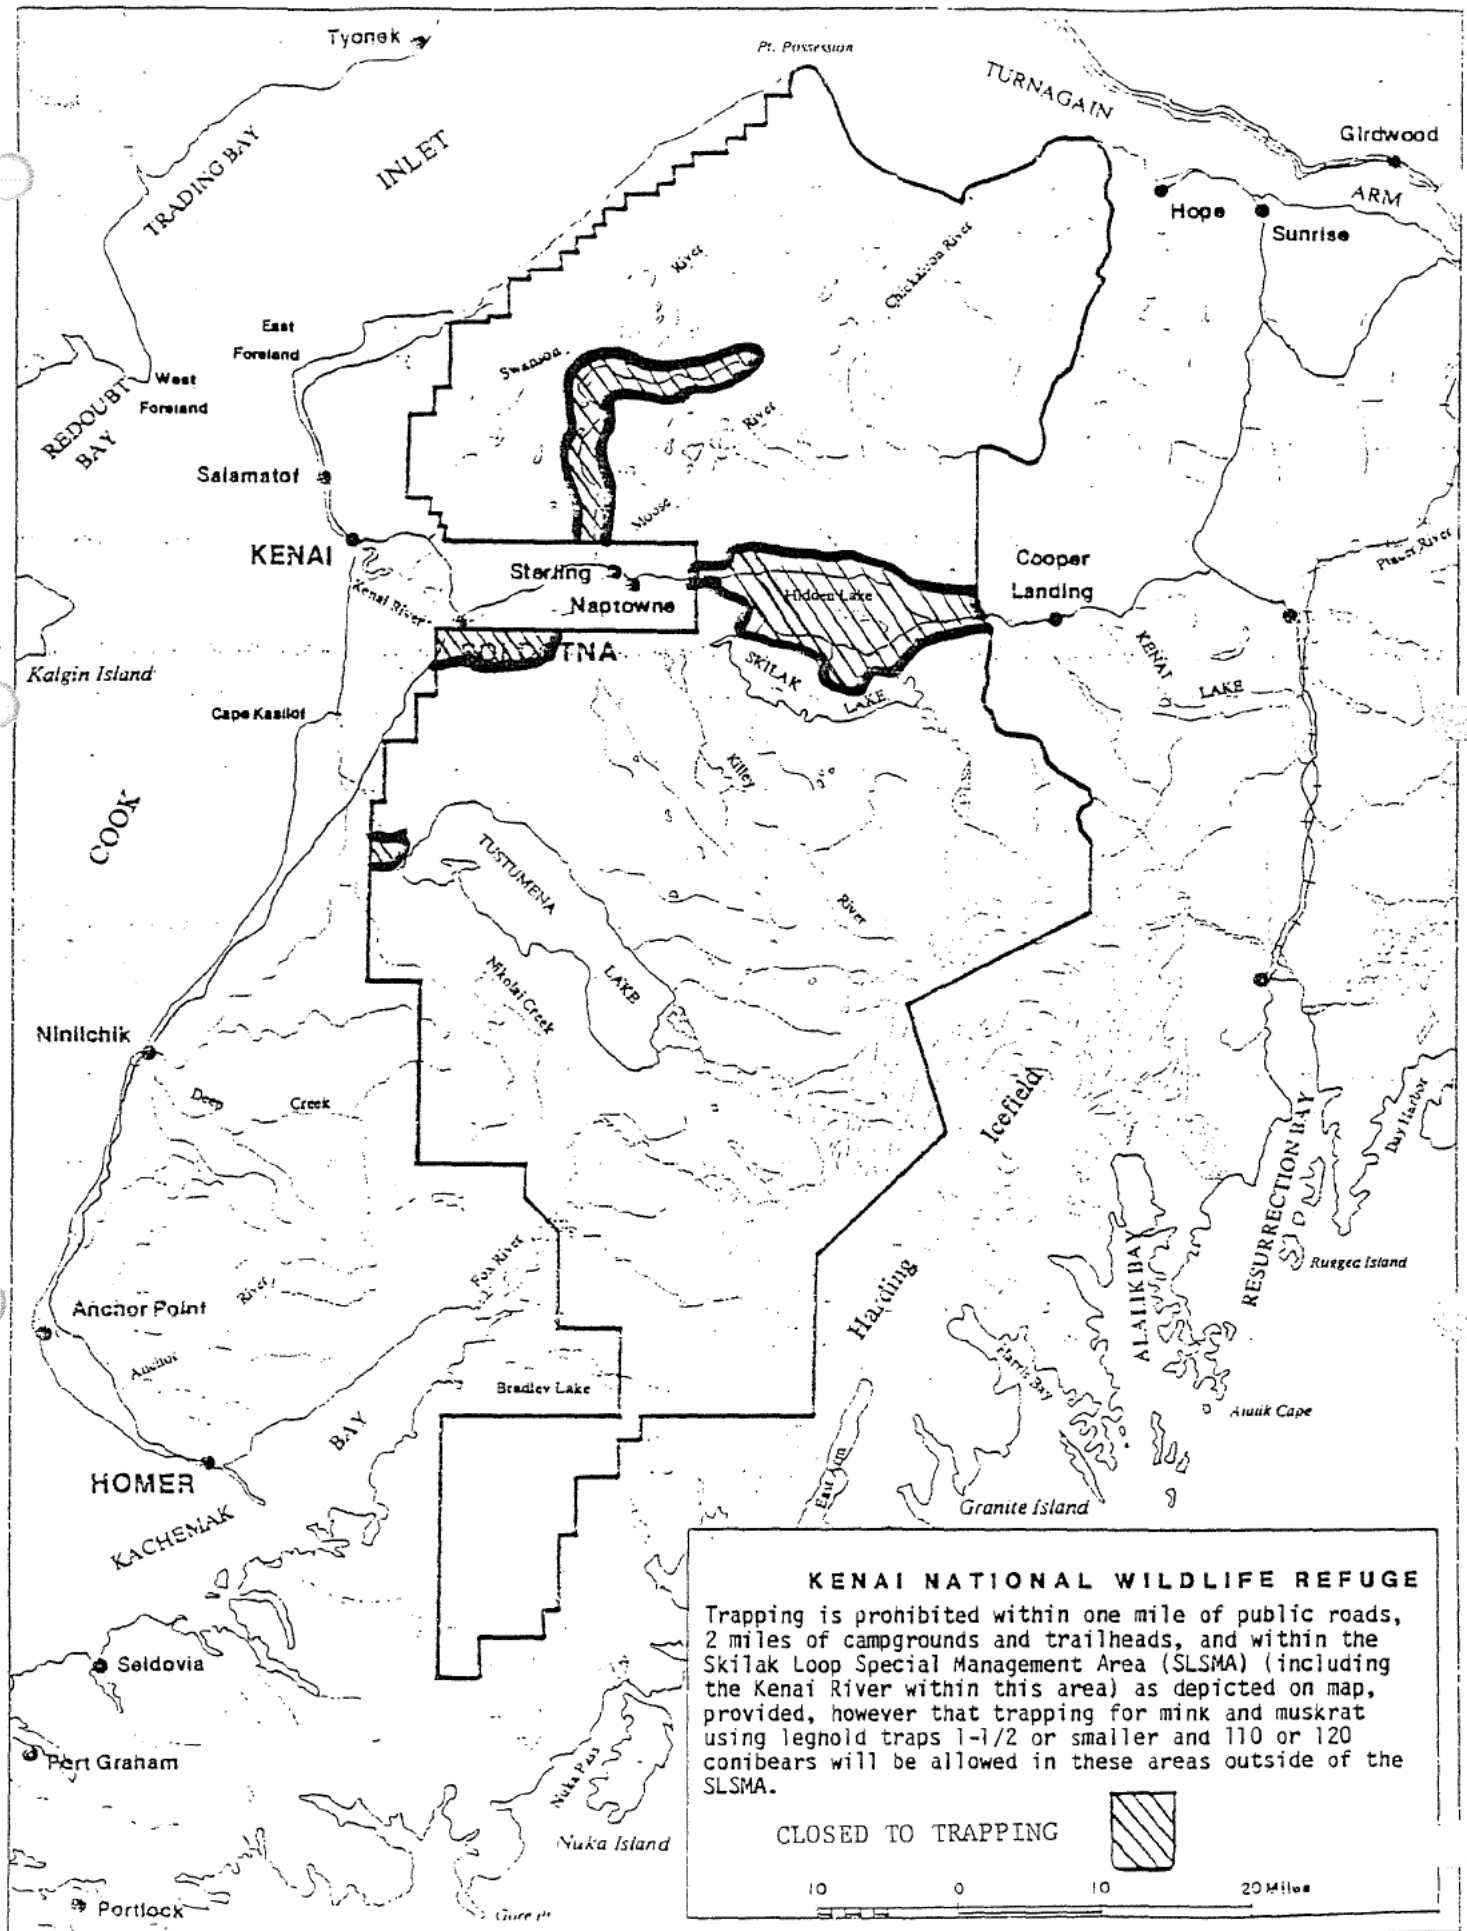 Tyonek
Pt. Possession
TURNAGAIN
Girdwood
TRADING BAY
INLET
ARM
Hope
Sunrise
River
Chickaloon River
East
Foreland
Swanson
West
Foreland
REDOUBT
BAY
River
Salamatof
Moose
KENAI
Cooper
Landing
Placer River
Sterling
Naptowne
Hidden Lake
Kenai River
KENAI
LAKE
SOLDOTNA
SKILAK
LAKE
Kalgin Island
Cape Kasilof
Killey
COOK
TUSTUMENA
River
LAKE
Nikolai Creek
Ninilchik
Icefield
Deep
Creek
Day Harbor
RESURRECTION BAY
Fox River
Rugged Island
River
Anchor Point
Harding
AIALIK BAY
Anchor
Harris Bay
Bradley Lake
Aialik Cape
BAY
East Arm
HOMER
Granite Island
KACHEMAK
KENAI NATIONAL WILDLIFE REFUGE
Trapping is prohibited within one mile of public roads,
2 miles of campgrounds and trailheads, and within the
Skilak Loop Special Management Area (SLSMA) (including
the Kenai River within this area) as depicted on map,
provided, however that trapping for mink and muskrat
using leghold traps 1-1/2 or smaller and 110 or 120
conibears will be allowed in these areas outside of the
SLSMA.
Seldovia
Port Graham
Nuka Pass
CLOSED TO TRAPPING
Nuka Island
10 0 10 20 Miles
Portlock
Gore Pt